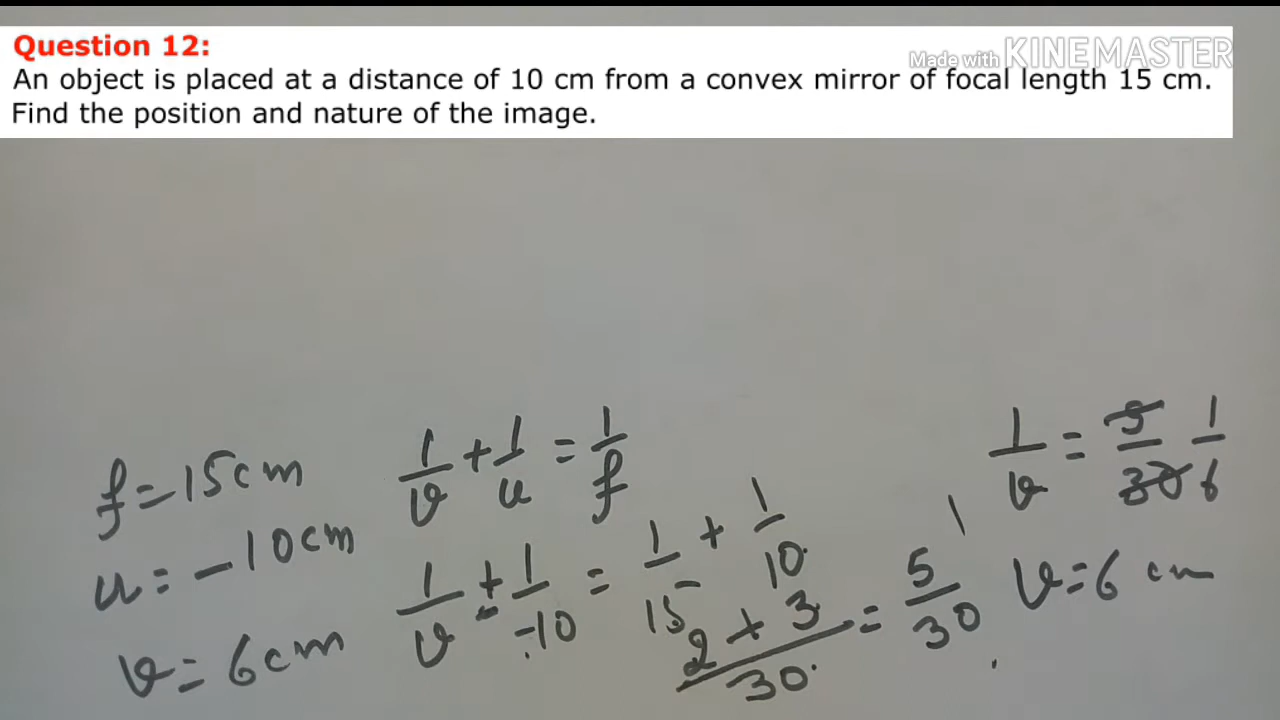 Question 12:
Made with KINEMASTER
An object is placed at a distance of 10 cm from a convex mirror of focal length 15 cm.
Find the position and nature of the image.
f = 15cm
u = -10cm
v = 6cm
1/v + 1/u = 1/f
1/v + 1/-10 = 1/15 + 1/10
2 + 3/30 = 5/30
1/v = 5/30 1/6
v = 6 cm